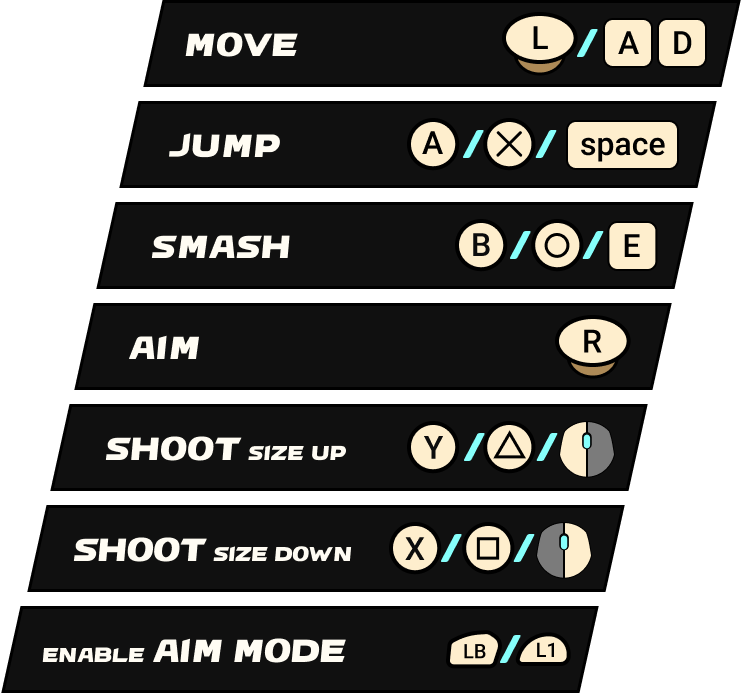 MOVE L / A D
JUMP A / / space
SMASH B / / E
AIM R
SHOOT SIZE UP Y / /
SHOOT SIZE DOWN X / /
ENABLE AIM MODE LB / L1